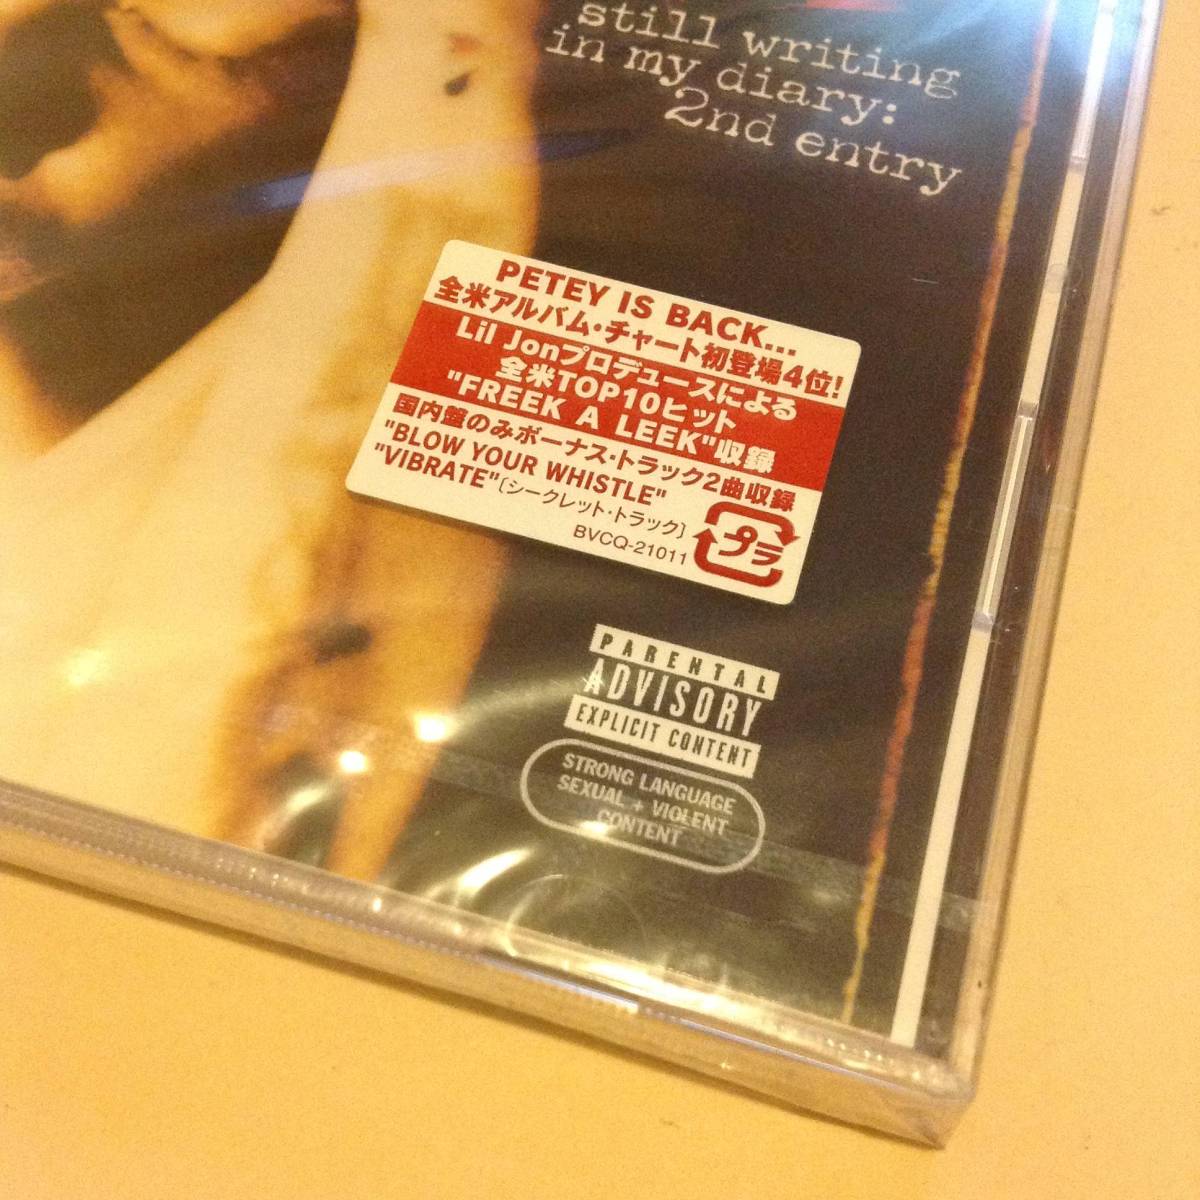 still writing
in my diary:
2nd entry
PETEY IS BACK...
全米アルバム・チャート初登場4位!
Lil Jonプロデュースによる
全米TOP10ヒット
"FREEK A LEEK"収録
国内盤のみボーナス・トラック2曲収録
"BLOW YOUR WHISTLE"
"VIBRATE"〔シークレット・トラック〕
BVCQ-21011
プラ
PARENTAL
ADVISORY
EXPLICIT CONTENT
STRONG LANGUAGE
SEXUAL + VIOLENT
CONTENT